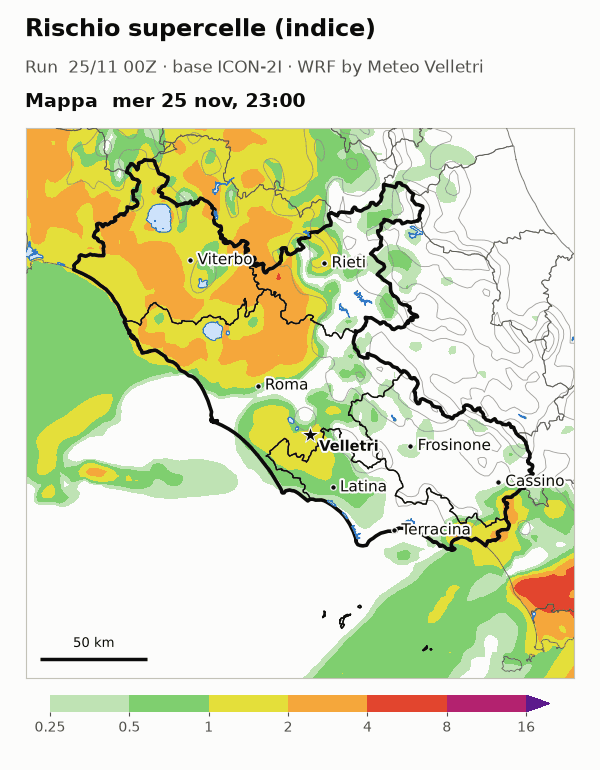 Rischio supercelle (indice)
Run  25/11 00Z · base ICON-2I · WRF by Meteo Velletri
Mappa  mer 25 nov, 23:00
Viterbo
Rieti
Roma
Velletri
Frosinone
Latina
Cassino
Terracina
50 km
0.25 0.5 1 2 4 8 16